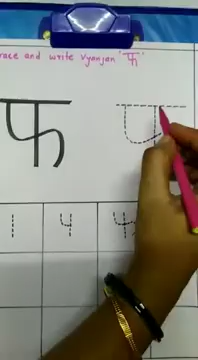 race and write vyanjan "फ"
फ